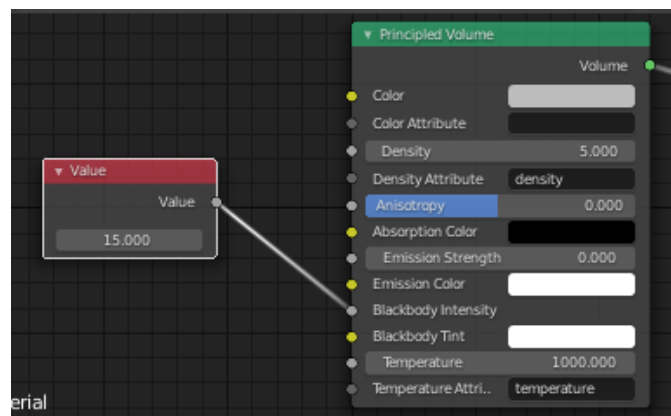 Principled Volume
Volume
Color
Color Attribute
Density 5.000
Density Attribute density
Anisotropy 0.000
Absorption Color
Emission Strength 0.000
Emission Color
Blackbody Intensity
Blackbody Tint
Temperature 1000.000
Temperature Attri.. temperature
Value
Value
15.000
erial